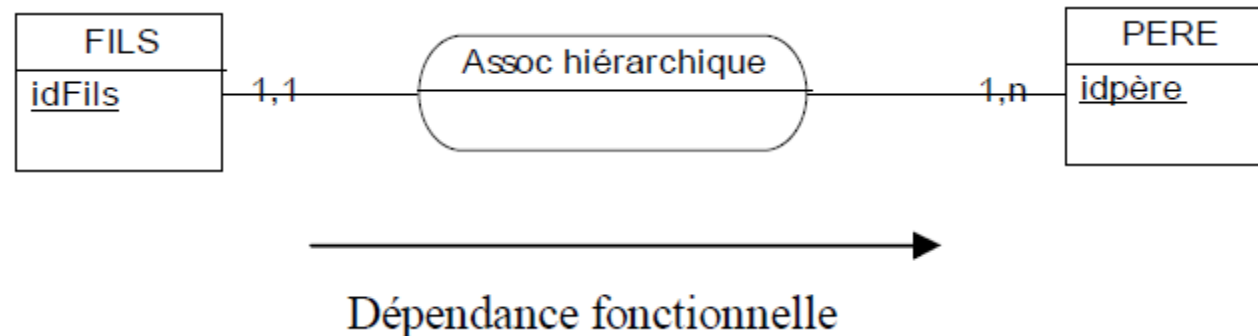 FILS
idFils
1,1
Assoc hiérarchique
1,n
PERE
idpère
Dépendance fonctionnelle